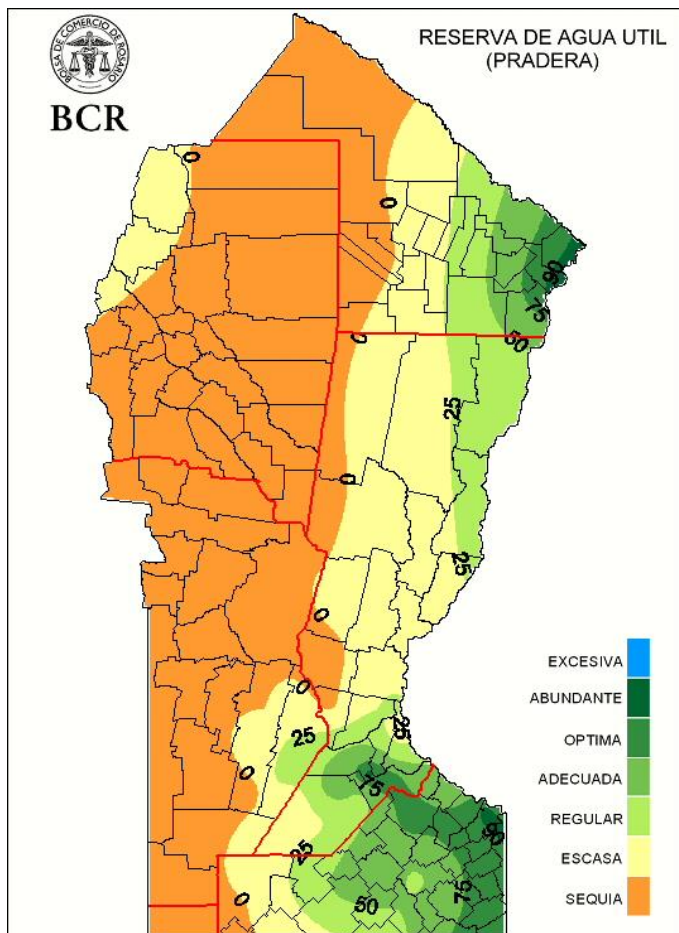 BOLSA DE COMERCIO DE ROSARIO
BCR
RESERVA DE AGUA UTIL
(PRADERA)
0
0
90
75
0
50
25
0
25
0
0
25
25
0
75
90
25
0
50
75
EXCESIVA
ABUNDANTE
OPTIMA
ADECUADA
REGULAR
ESCASA
SEQUIA